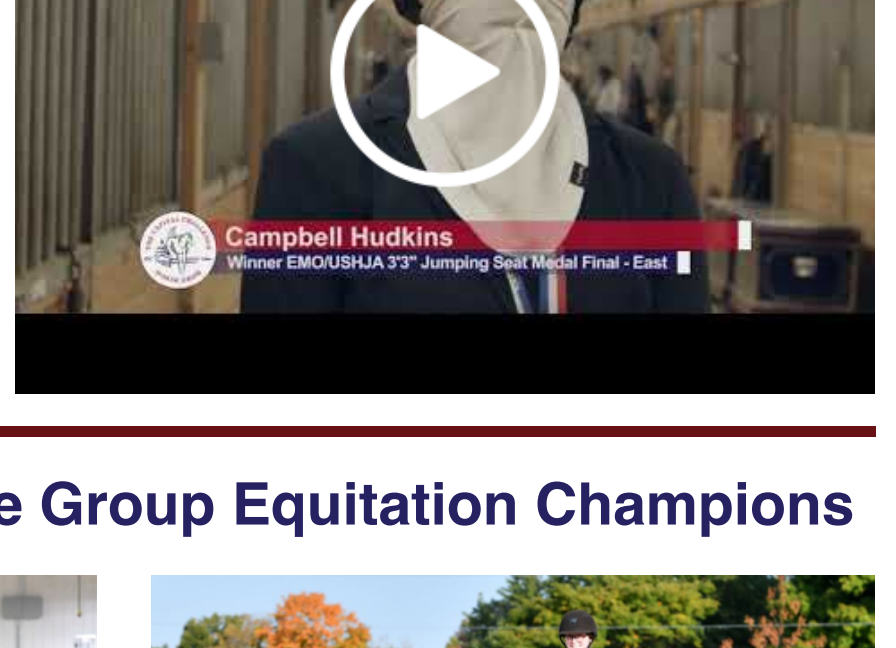 Campbell Hudkins
Winner EMO/USHJA 3'3" Jumping Seat Medal Final - East
e Group Equitation Champions